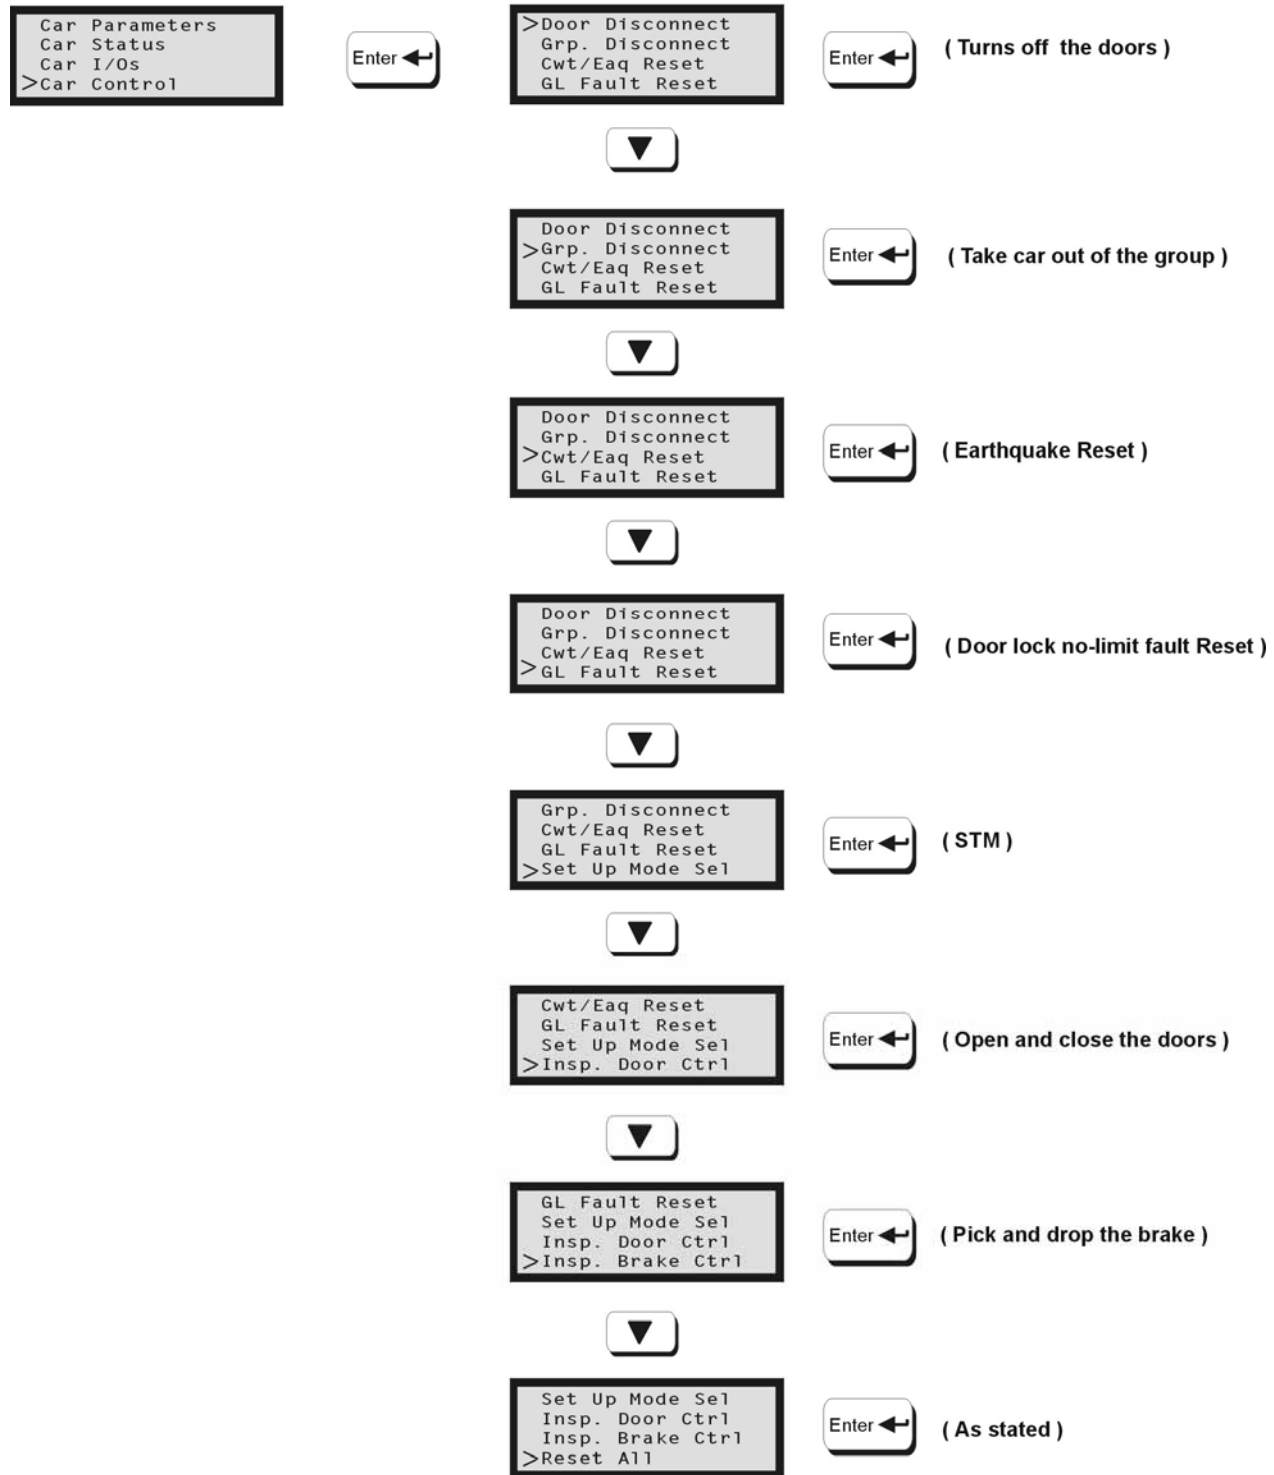 Car Parameters
Car Status
Car I/Os
>Car Control
Enter
>Door Disconnect
Grp. Disconnect
Cwt/Eaq Reset
GL Fault Reset
Enter
( Turns off the doors )
Door Disconnect
>Grp. Disconnect
Cwt/Eaq Reset
GL Fault Reset
Enter
( Take car out of the group )
Door Disconnect
Grp. Disconnect
>Cwt/Eaq Reset
GL Fault Reset
Enter
( Earthquake Reset )
Door Disconnect
Grp. Disconnect
Cwt/Eaq Reset
>GL Fault Reset
Enter
( Door lock no-limit fault Reset )
Grp. Disconnect
Cwt/Eaq Reset
GL Fault Reset
>Set Up Mode Sel
Enter
( STM )
Cwt/Eaq Reset
GL Fault Reset
Set Up Mode Sel
>Insp. Door Ctrl
Enter
( Open and close the doors )
GL Fault Reset
Set Up Mode Sel
Insp. Door Ctrl
>Insp. Brake Ctrl
Enter
( Pick and drop the brake )
Set Up Mode Sel
Insp. Door Ctrl
Insp. Brake Ctrl
>Reset All
Enter
( As stated )